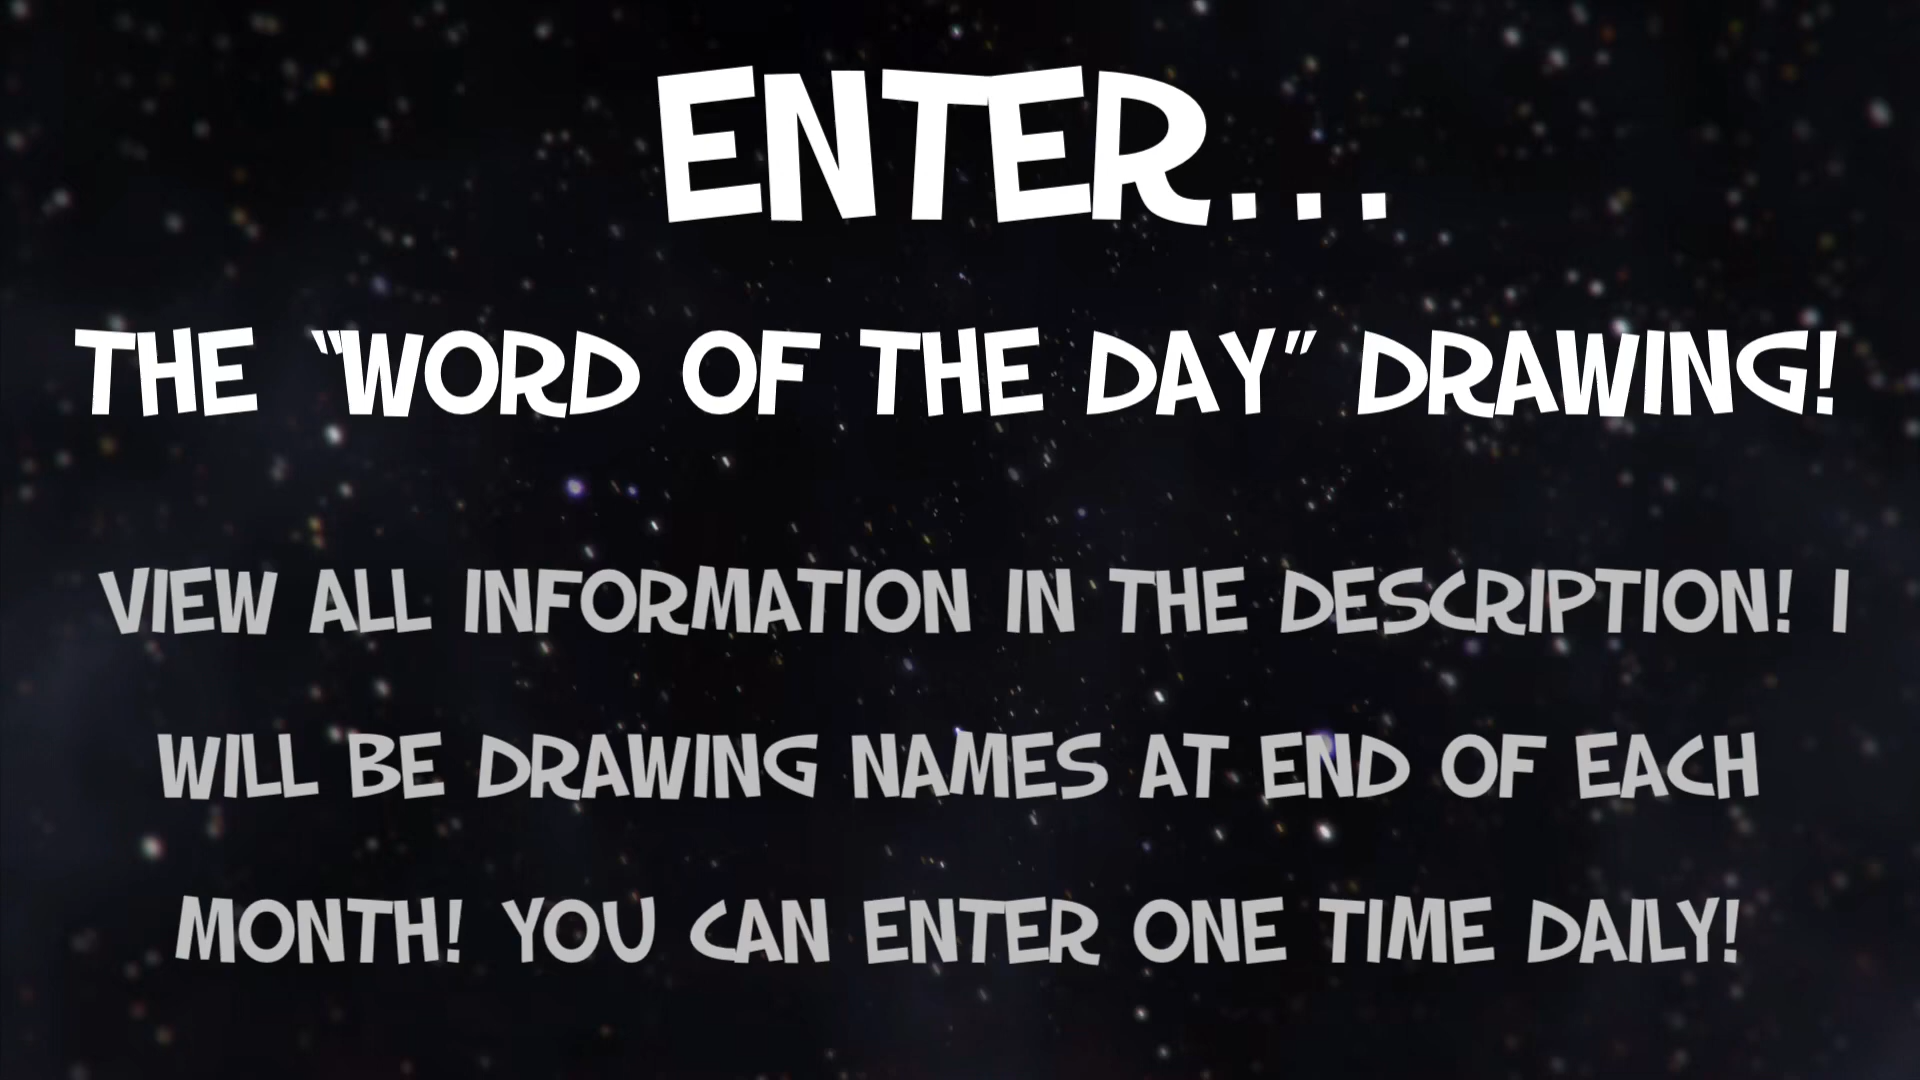 ENTER...
THE "WORD OF THE DAY" DRAWING!
VIEW ALL INFORMATION IN THE DESCRIPTION! I
WILL BE DRAWING NAMES AT END OF EACH
MONTH! YOU CAN ENTER ONE TIME DAILY!